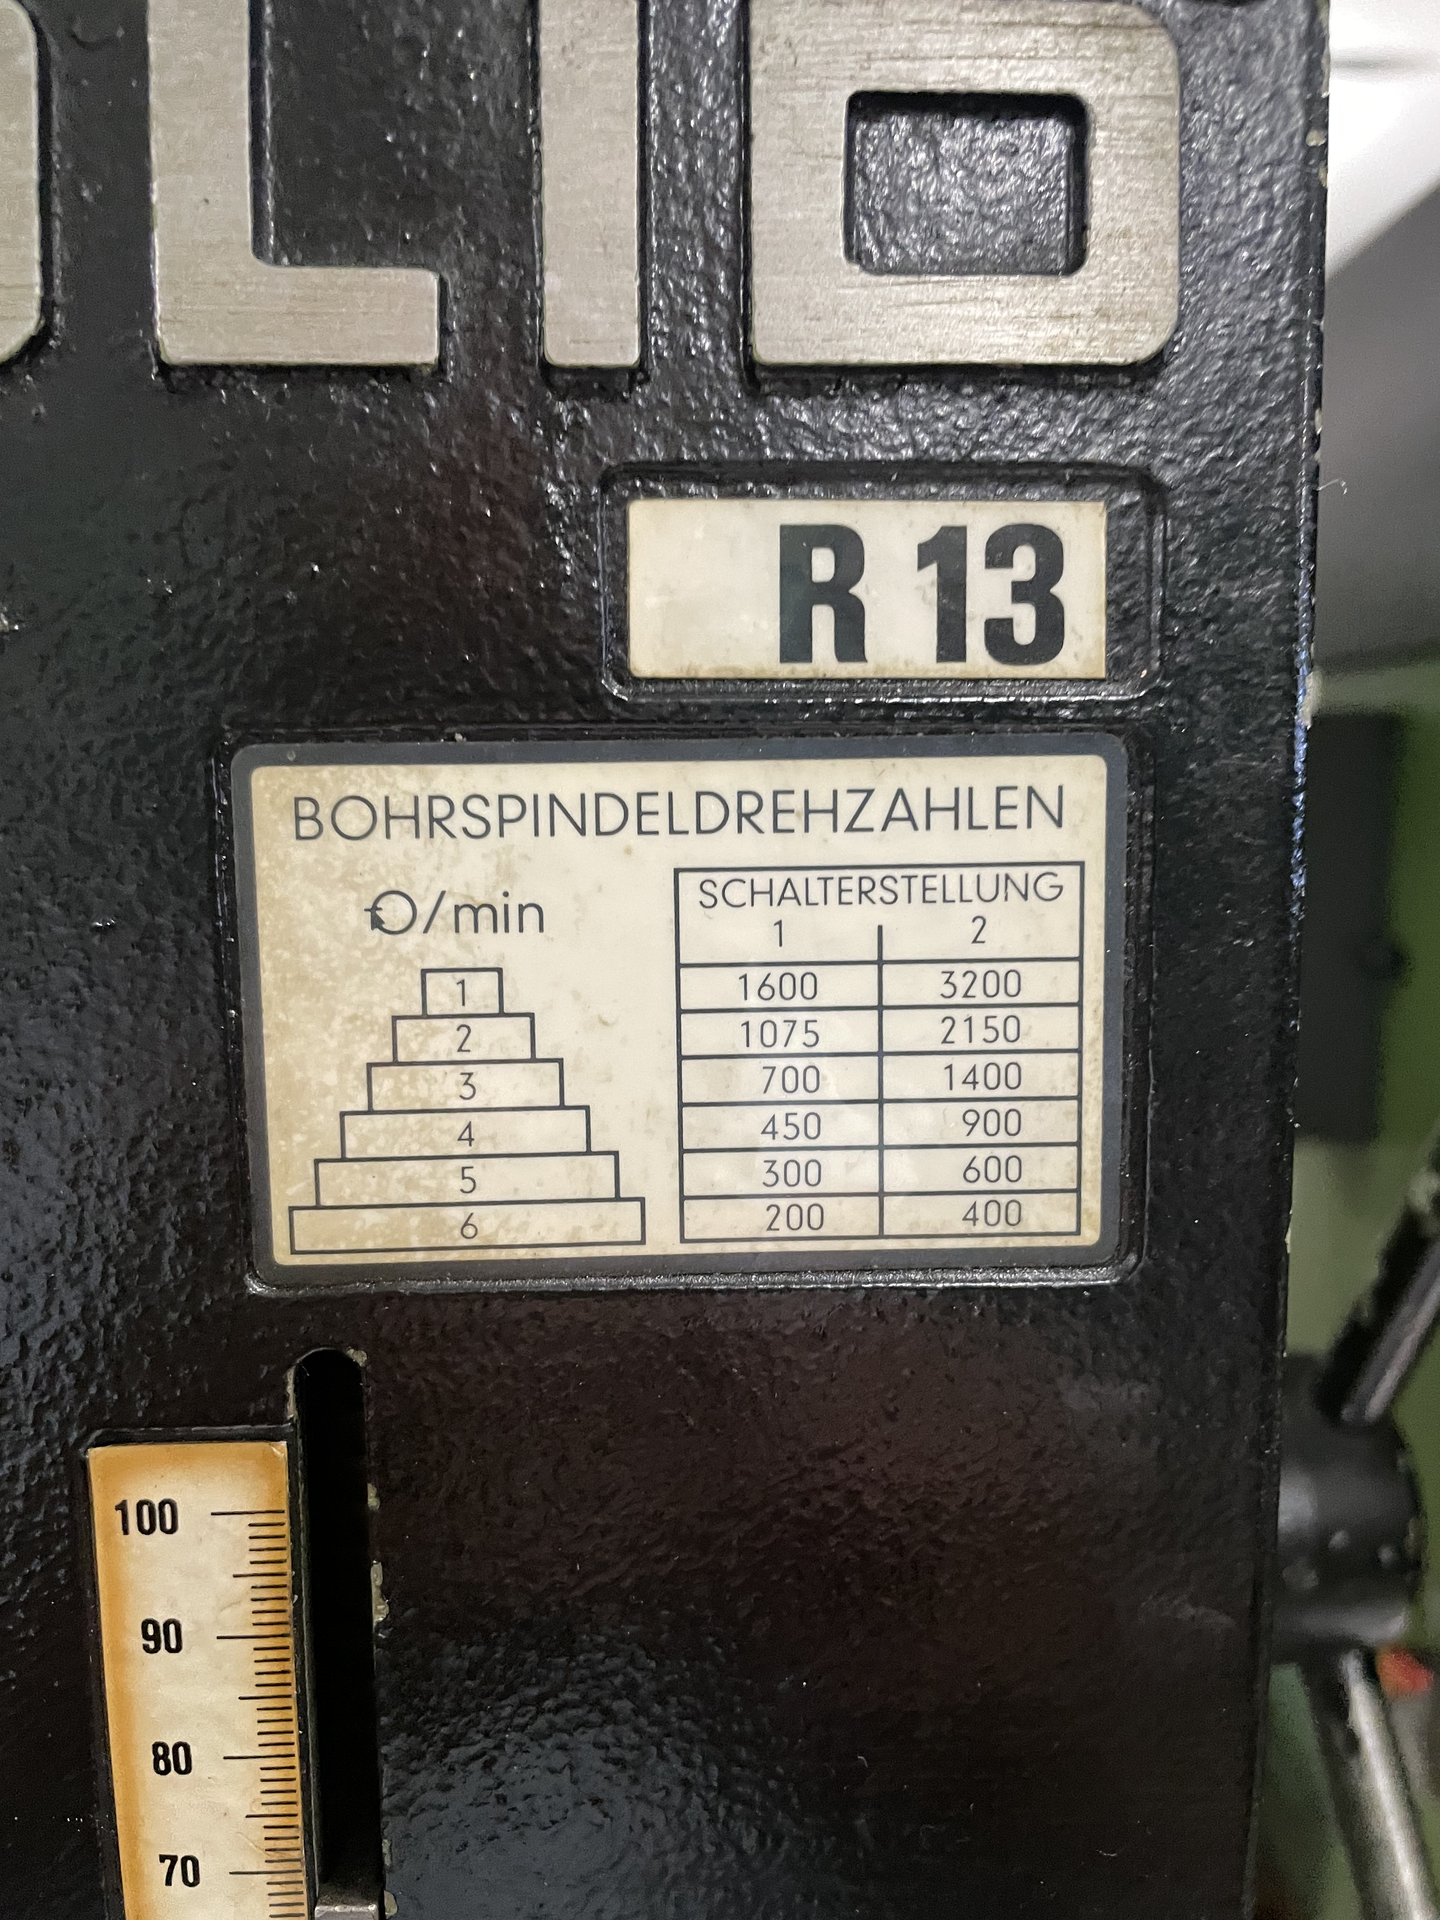 LID
R 13
BOHRSPINDELDREHZAHLEN
/min
SCHALTERSTELLUNG
1 2
1 1600 3200
2 1075 2150
3 700 1400
4 450 900
5 300 600
6 200 400
100
90
80
70